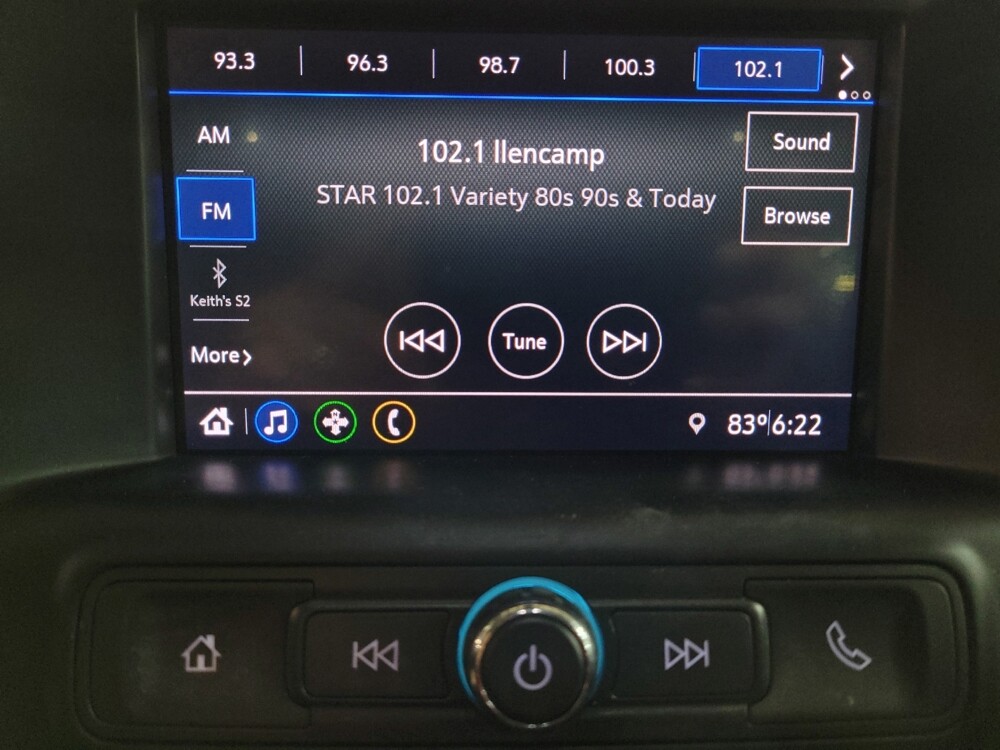 93.3 96.3 98.7 100.3 102.1
AM
102.1 llencamp
Sound
STAR 102.1 Variety 80s 90s & Today
FM
Browse
Keith's S2
Tune
More
83° 6:22